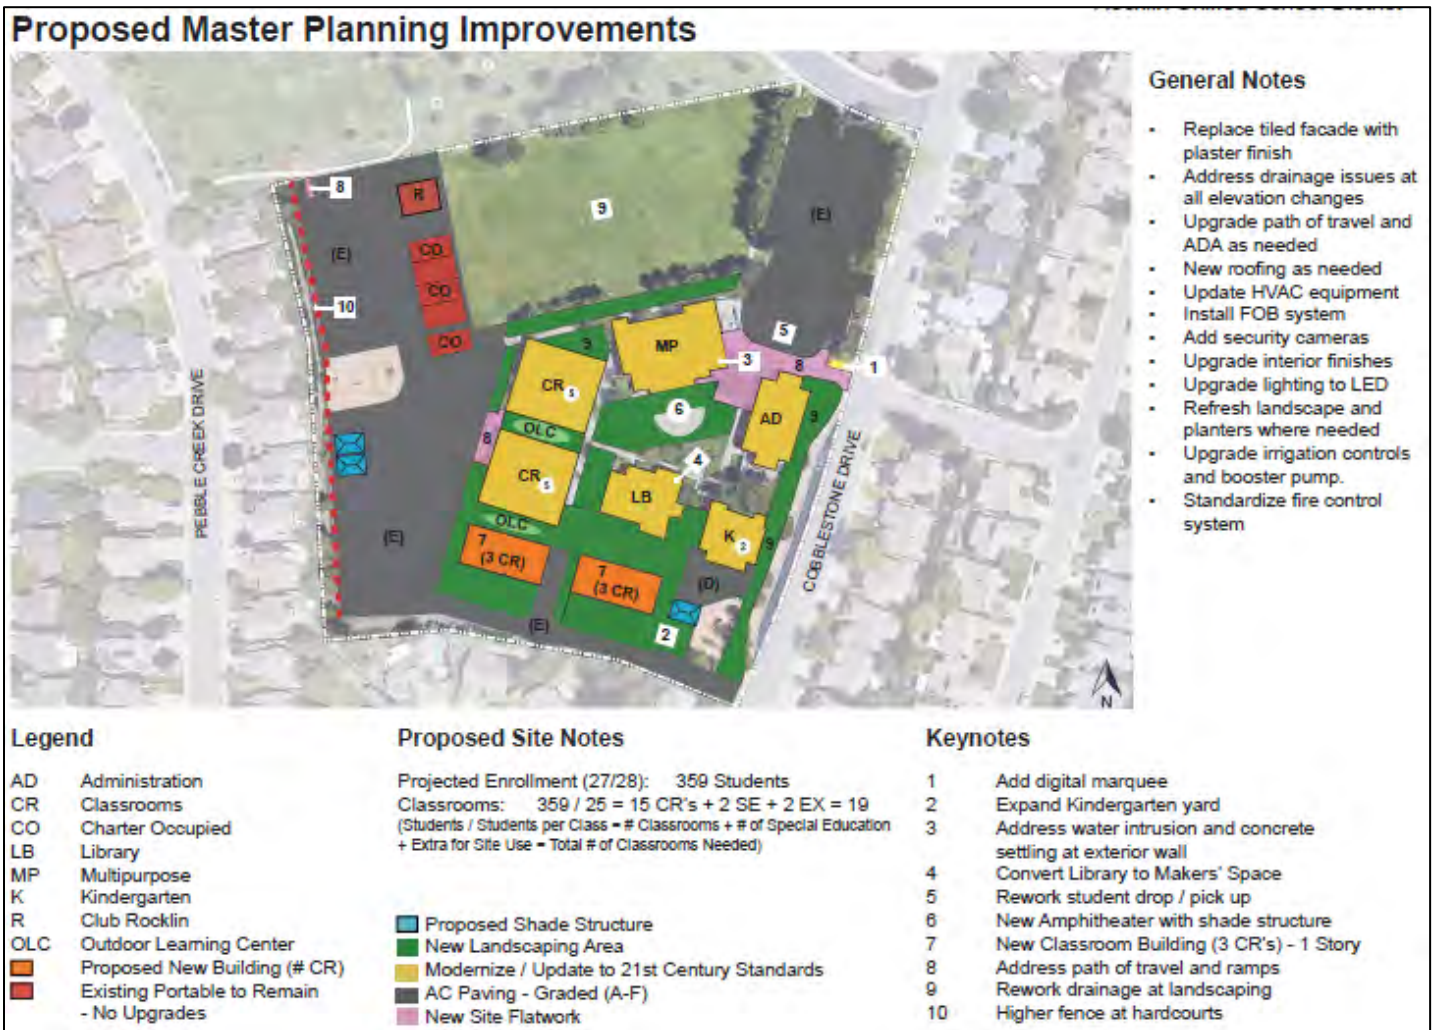 Proposed Master Planning Improvements
General Notes
- Replace tiled facade with
plaster finish
- Address drainage issues at
all elevation changes
- Upgrade path of travel and
ADA as needed
- New roofing as needed
- Update HVAC equipment
- Install FOB system
- Add security cameras
- Upgrade interior finishes
- Upgrade lighting to LED
- Refresh landscape and
planters where needed
- Upgrade irrigation controls
and booster pump.
- Standardize fire control
system
8
R
9
(E)
(E)
CO
CO
10
CO
5
9
MP
3
8
1
CR 5
6
AD
9
OLC
8
CR 5
4
LB
PEBBLE CREEK DRIVE
COBBLESTONE DRIVE
OLC
(E)
K 2
9
7
(3 CR)
7
(3 CR)
(D)
(E)
2
N
Legend
AD Administration
CR Classrooms
CO Charter Occupied
LB Library
MP Multipurpose
K Kindergarten
R Club Rocklin
OLC Outdoor Learning Center
Proposed New Building (# CR)
Existing Portable to Remain
- No Upgrades
Proposed Site Notes
Projected Enrollment (27/28): 359 Students
Classrooms: 359 / 25 = 15 CR's + 2 SE + 2 EX = 19
(Students / Students per Class = # Classrooms + # of Special Education
+ Extra for Site Use = Total # of Classrooms Needed)
Proposed Shade Structure
New Landscaping Area
Modernize / Update to 21st Century Standards
AC Paving - Graded (A-F)
New Site Flatwork
Keynotes
1 Add digital marquee
2 Expand Kindergarten yard
3 Address water intrusion and concrete
settling at exterior wall
4 Convert Library to Makers' Space
5 Rework student drop / pick up
6 New Amphitheater with shade structure
7 New Classroom Building (3 CR's) - 1 Story
8 Address path of travel and ramps
9 Rework drainage at landscaping
10 Higher fence at hardcourts